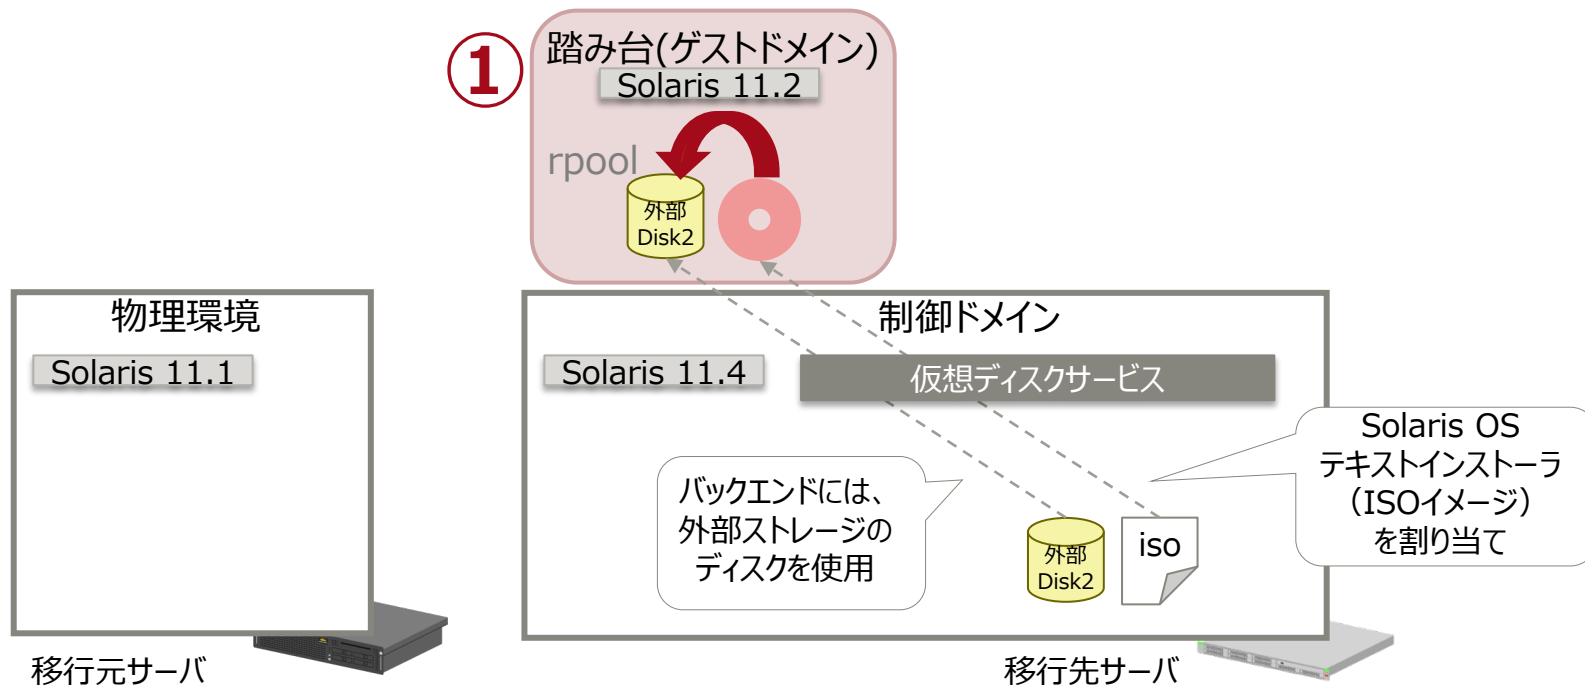 ①
踏み台(ゲストドメイン)
Solaris 11.2
rpool
外部
Disk2
物理環境
Solaris 11.1
制御ドメイン
Solaris 11.4
仮想ディスクサービス
バックエンドには、
外部ストレージの
ディスクを使用
外部
Disk2
iso
Solaris OS
テキストインストーラ
（ISOイメージ）
を割り当て
移行元サーバ
移行先サーバ